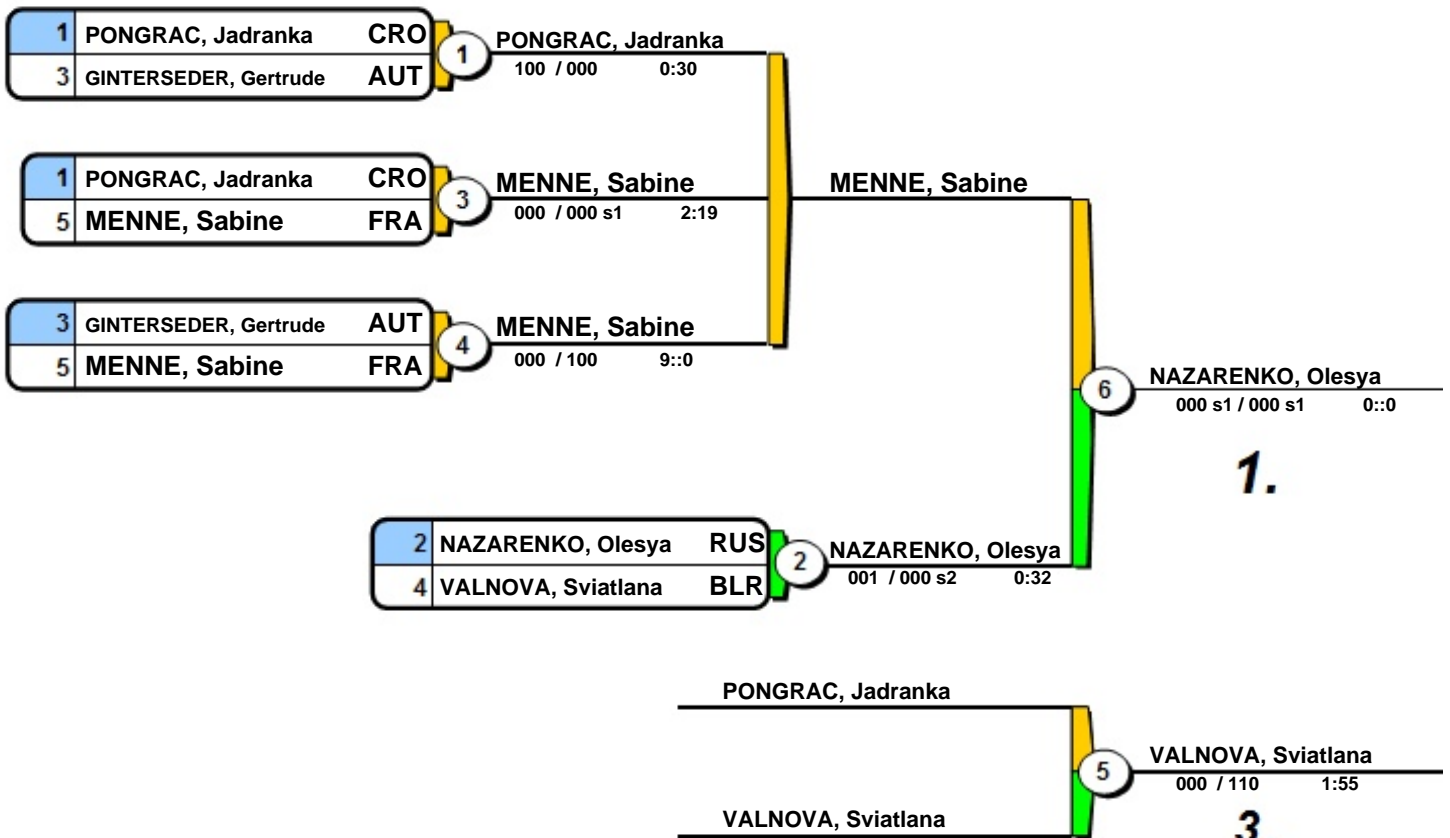 1 PONGRAC, Jadranka CRO
3 GINTERSEDER, Gertrude AUT
1
PONGRAC, Jadranka
100 / 000 0:30
1 PONGRAC, Jadranka CRO
5 MENNE, Sabine FRA
3
MENNE, Sabine
000 / 000 s1 2:19
MENNE, Sabine
3 GINTERSEDER, Gertrude AUT
5 MENNE, Sabine FRA
4
MENNE, Sabine
000 / 100 9::0
6
NAZARENKO, Olesya
000 s1 / 000 s1 0::0
1.
2 NAZARENKO, Olesya RUS
4 VALNOVA, Sviatlana BLR
2
NAZARENKO, Olesya
001 / 000 s2 0:32
PONGRAC, Jadranka
5
VALNOVA, Sviatlana
000 / 110 1:55
VALNOVA, Sviatlana
3